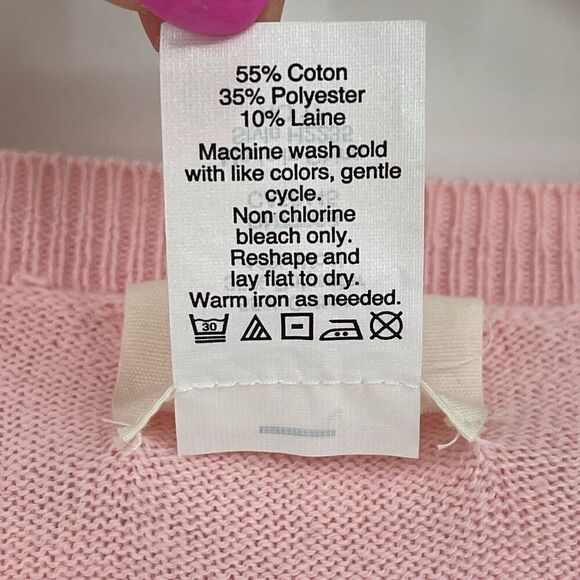 55% Coton
35% Polyester
10% Laine
Machine wash cold
with like colors, gentle
cycle.
Non chlorine
bleach only.
Reshape and
lay flat to dry.
Warm iron as needed.
30